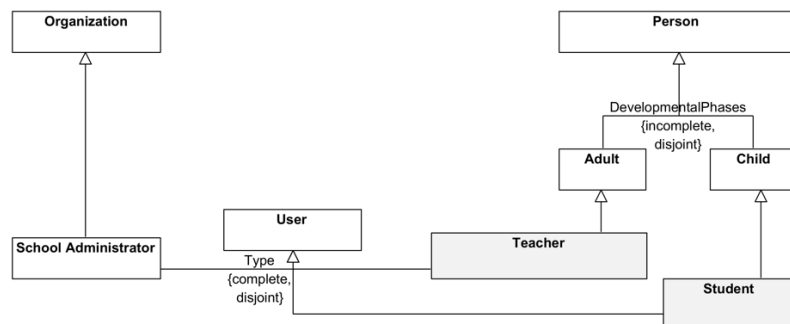 Organization
Person
DevelopmentalPhases
{incomplete,
disjoint}
Adult
Child
User
School Administrator
Teacher
Type
{complete,
disjoint}
Student